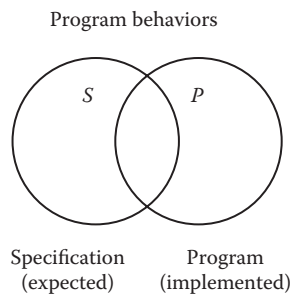 Program behaviors
S P
Specification Program
(expected) (implemented)